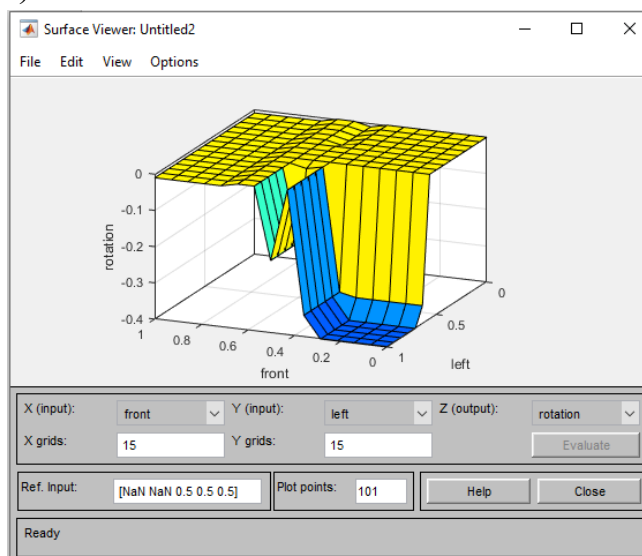 Surface Viewer: Untitled2
File Edit View Options
0
-0.1
-0.2
-0.3
-0.4
rotation
1
0.8
0.6
0.4
0.2
0
front
1
0.5
0
left
X (input): front Y (input): left Z (output): rotation
X grids: 15 Y grids: 15 Evaluate
Ref. Input: [NaN NaN 0.5 0.5 0.5] Plot points: 101 Help Close
Ready